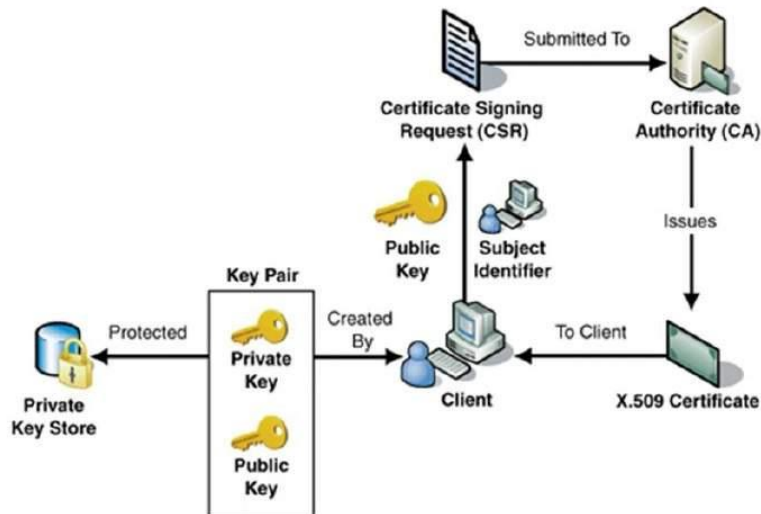 Submitted To
Certificate Signing
Request (CSR)
Certificate
Authority (CA)
Public
Key
Subject
Identifier
Issues
Key Pair
Protected
Private
Key
Created
By
To Client
Private
Key Store
Client
X.509 Certificate
Public
Key